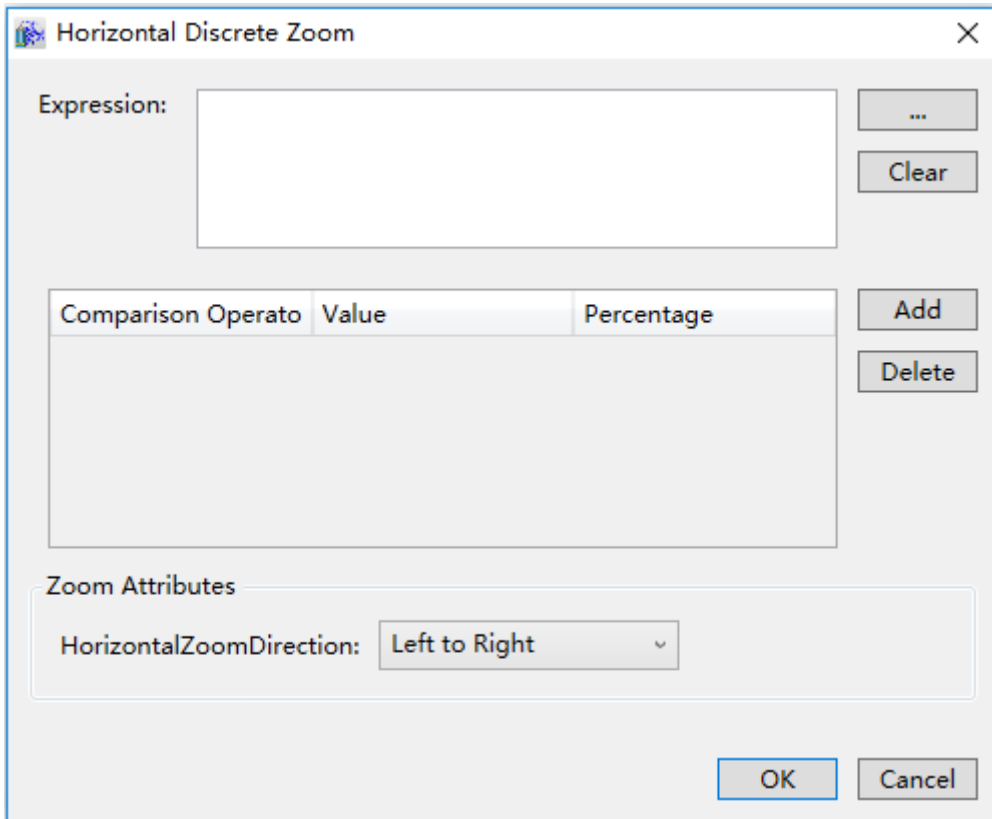 Horizontal Discrete Zoom
Expression:
...
Clear
Comparison Operato Value Percentage
Add
Delete
Zoom Attributes
HorizontalZoomDirection: Left to Right
OK Cancel